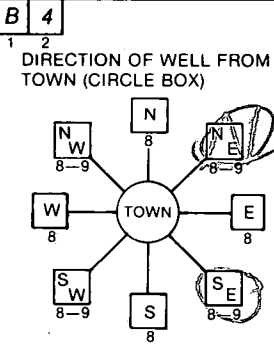 B 4
1 2
DIRECTION OF WELL FROM
TOWN (CIRCLE BOX)
N
8
N W
8-9
N E
8-9
W
8
TOWN
E
8
S W
8-9
S
8
S E
8-9